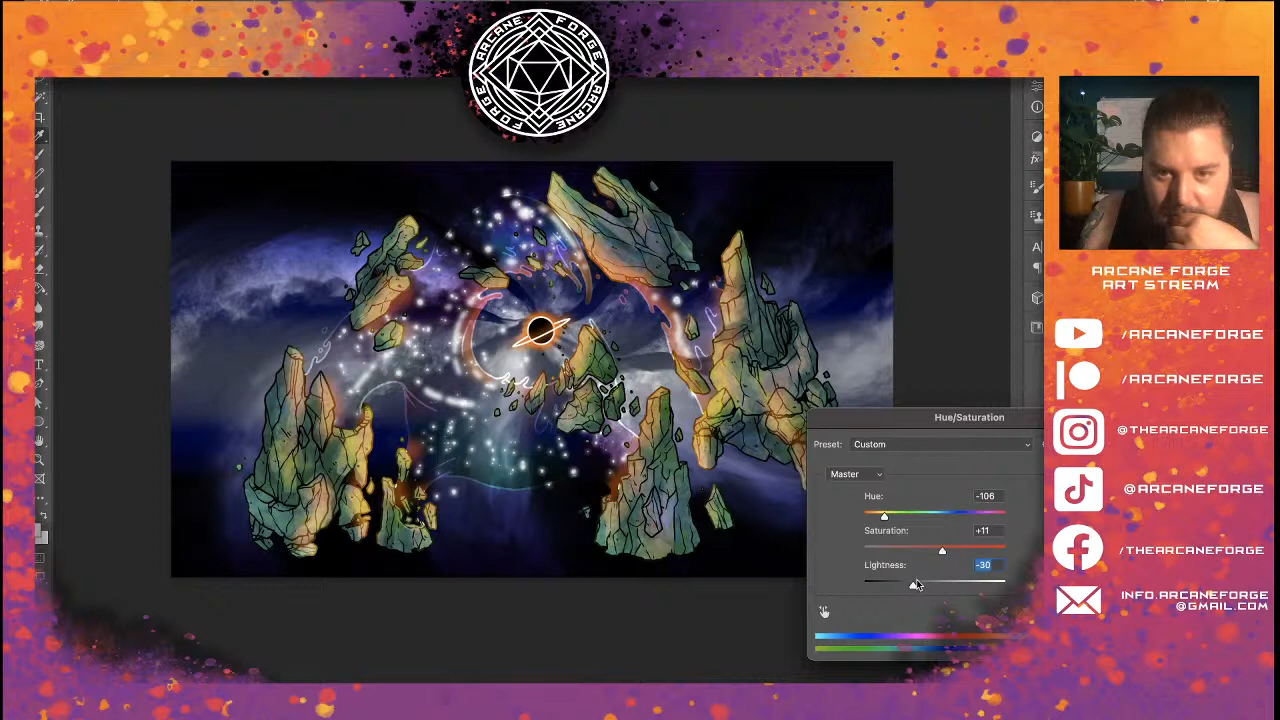 ARCANE FORGE
ARCANE FORGE
fx
A
T
Hue/Saturation
Preset: Custom
Master
Hue: -106
Saturation: +11
Lightness: -30
ARCANE FORGE
ART STREAM
/ARCANEFORGE
/ARCANEFORGE
@THEARCANEFORGE
@ARCANEFORGE
/THEARCANEFORGE
INFO.ARCANEFORGE
@GMAIL.COM